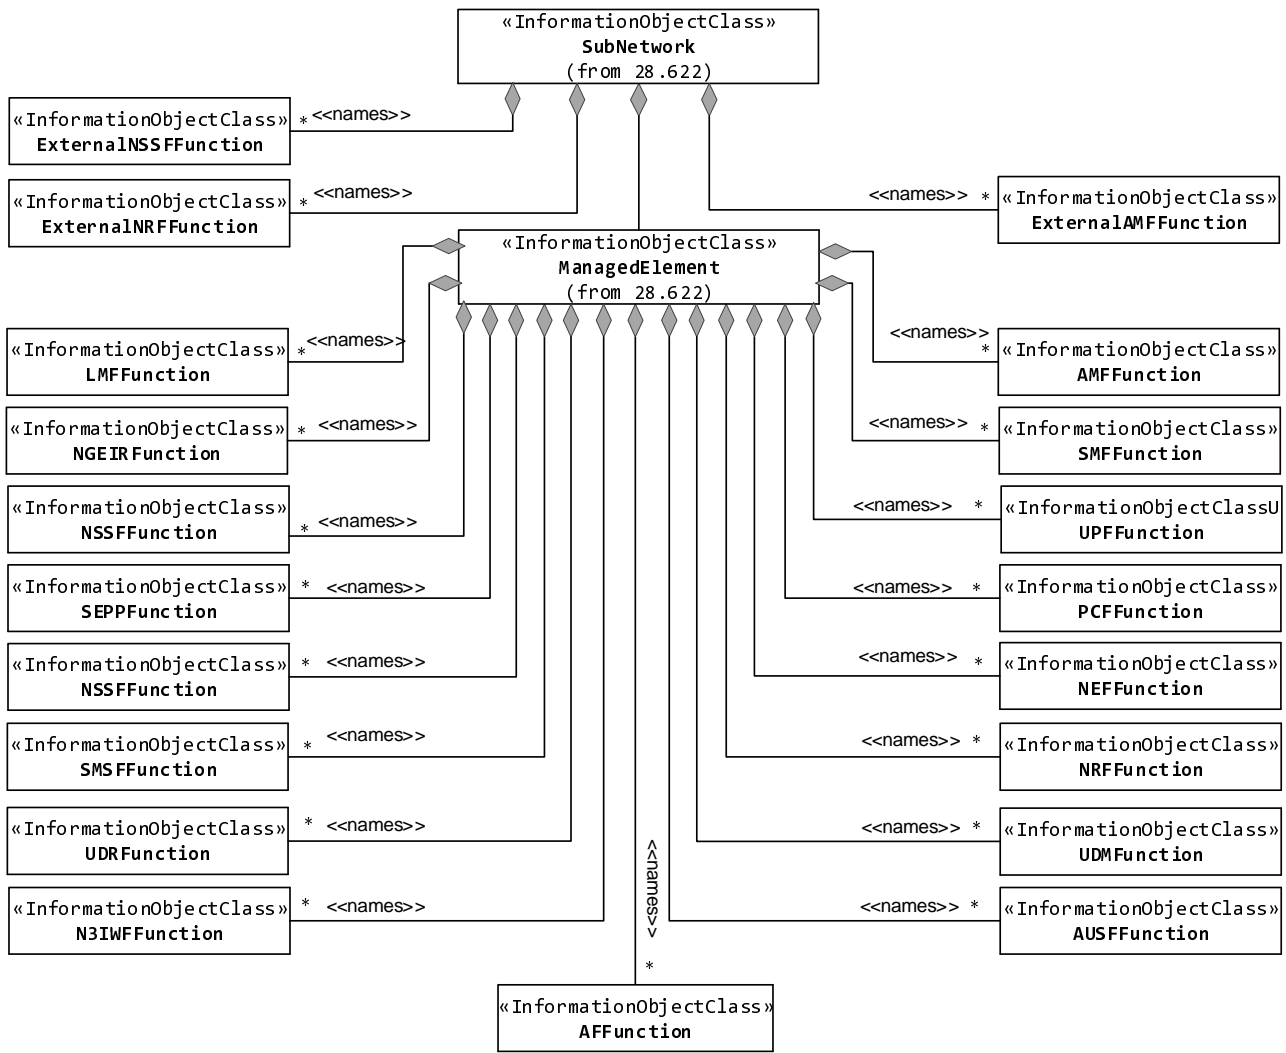 «InformationObjectClass»
SubNetwork
(from 28.622)
«InformationObjectClass»
ExternalNSSFFunction
* <<names>>
«InformationObjectClass»
ExternalNRFFunction
* <<names>>
<<names>> *
«InformationObjectClass»
ExternalAMFFunction
«InformationObjectClass»
ManagedElement
(from 28.622)
«InformationObjectClass»
LMFFunction
* <<names>>
<<names>>
*
«InformationObjectClass»
AMFFunction
«InformationObjectClass»
NGEIRFunction
* <<names>>
<<names>> *
«InformationObjectClass»
SMFFunction
«InformationObjectClass»
NSSFFunction
* <<names>>
<<names>> *
«InformationObjectClassU
UPFFunction
«InformationObjectClass»
SEPPFunction
* <<names>>
<<names>> *
«InformationObjectClass»
PCFFunction
«InformationObjectClass»
NSSFFunction
* <<names>>
<<names>> *
«InformationObjectClass»
NEFFunction
«InformationObjectClass»
SMSFFunction
* <<names>>
<<names>> *
«InformationObjectClass»
NRFFunction
«InformationObjectClass»
UDRFunction
* <<names>>
<<names>> *
«InformationObjectClass»
UDMFunction
«InformationObjectClass»
N3IWFFunction
* <<names>>
<<names>>
*
<<names>> *
«InformationObjectClass»
AUSFFunction
«InformationObjectClass»
AFFunction